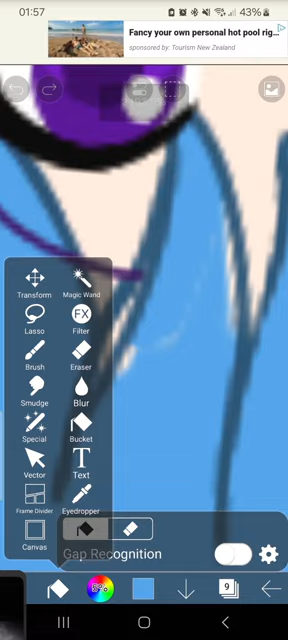 01:57
43%
Fancy your own personal hot pool rig...
sponsored by: Tourism New Zealand
Transform
Magic Wand
Lasso
FX
Filter
Brush
Eraser
Smudge
Blur
Special
Bucket
Vector
T
Text
Frame Divider
Eyedropper
Canvas
Gap Recognition
9